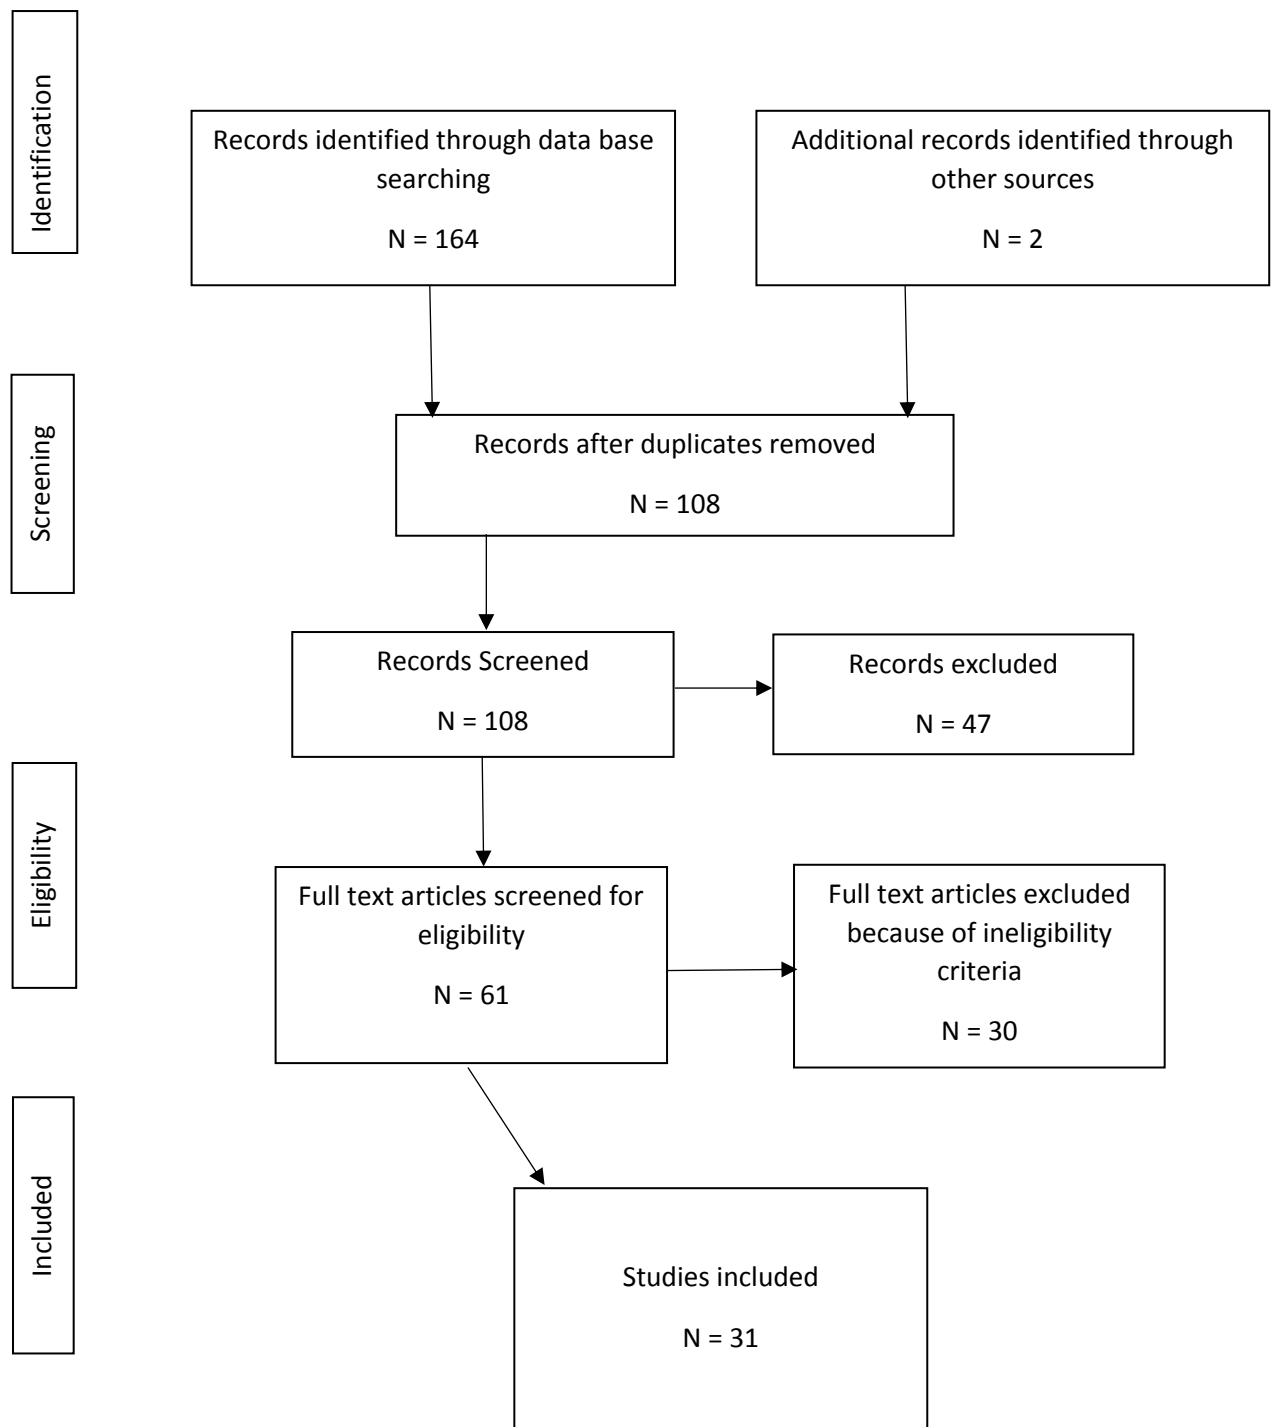 Identification
Records identified through data base
searching
N = 164
Additional records identified through
other sources
N = 2
Screening
Records after duplicates removed
N = 108
Records Screened
N = 108
Records excluded
N = 47
Eligibility
Full text articles screened for
eligibility
N = 61
Full text articles excluded
because of ineligibility
criteria
N = 30
Included
Studies included
N = 31